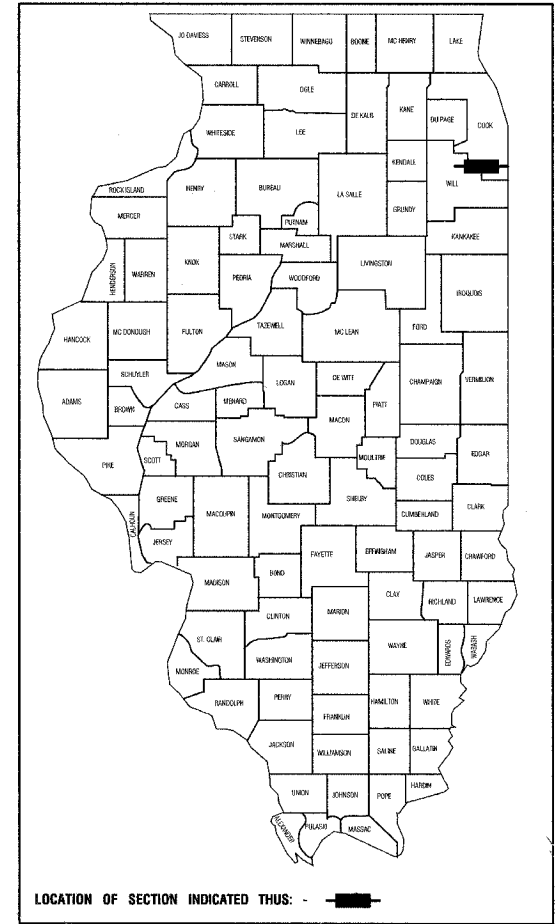 JO DAVIESS
STEVENSON
WINNEBAGO
BOONE
MC HENRY
LAKE
CARROLL
OGLE
DE KALB
KANE
DU PAGE
COOK
WHITESIDE
LEE
KENDALL
WILL
ROCK ISLAND
HENRY
BUREAU
LA SALLE
GRUNDY
MERCER
PUTNAM
STARK
MARSHALL
KANKAKEE
HENDERSON
WARREN
KNOX
PEORIA
WOODFORD
LIVINGSTON
IROQUOIS
HANCOCK
MC DONOUGH
FULTON
TAZEWELL
MC LEAN
FORD
SCHUYLER
MASON
LOGAN
DE WITT
CHAMPAIGN
VERMILION
ADAMS
BROWN
CASS
MENARD
PIATT
MACON
PIKE
SCOTT
MORGAN
SANGAMON
MOULTRIE
DOUGLAS
EDGAR
CHRISTIAN
COLES
GREENE
SHELBY
CALHOUN
MACOUPIN
MONTGOMERY
CUMBERLAND
CLARK
JERSEY
FAYETTE
EFFINGHAM
JASPER
CRAWFORD
MADISON
BOND
CLAY
RICHLAND
LAWRENCE
CLINTON
MARION
ST. CLAIR
WAYNE
EDWARDS
WABASH
WASHINGTON
JEFFERSON
MONROE
RANDOLPH
PERRY
HAMILTON
WHITE
FRANKLIN
JACKSON
WILLIAMSON
SALINE
GALLATIN
UNION
JOHNSON
POPE
HARDIN
ALEXANDER
PULASKI
MASSAC
LOCATION OF SECTION INDICATED THUS: -